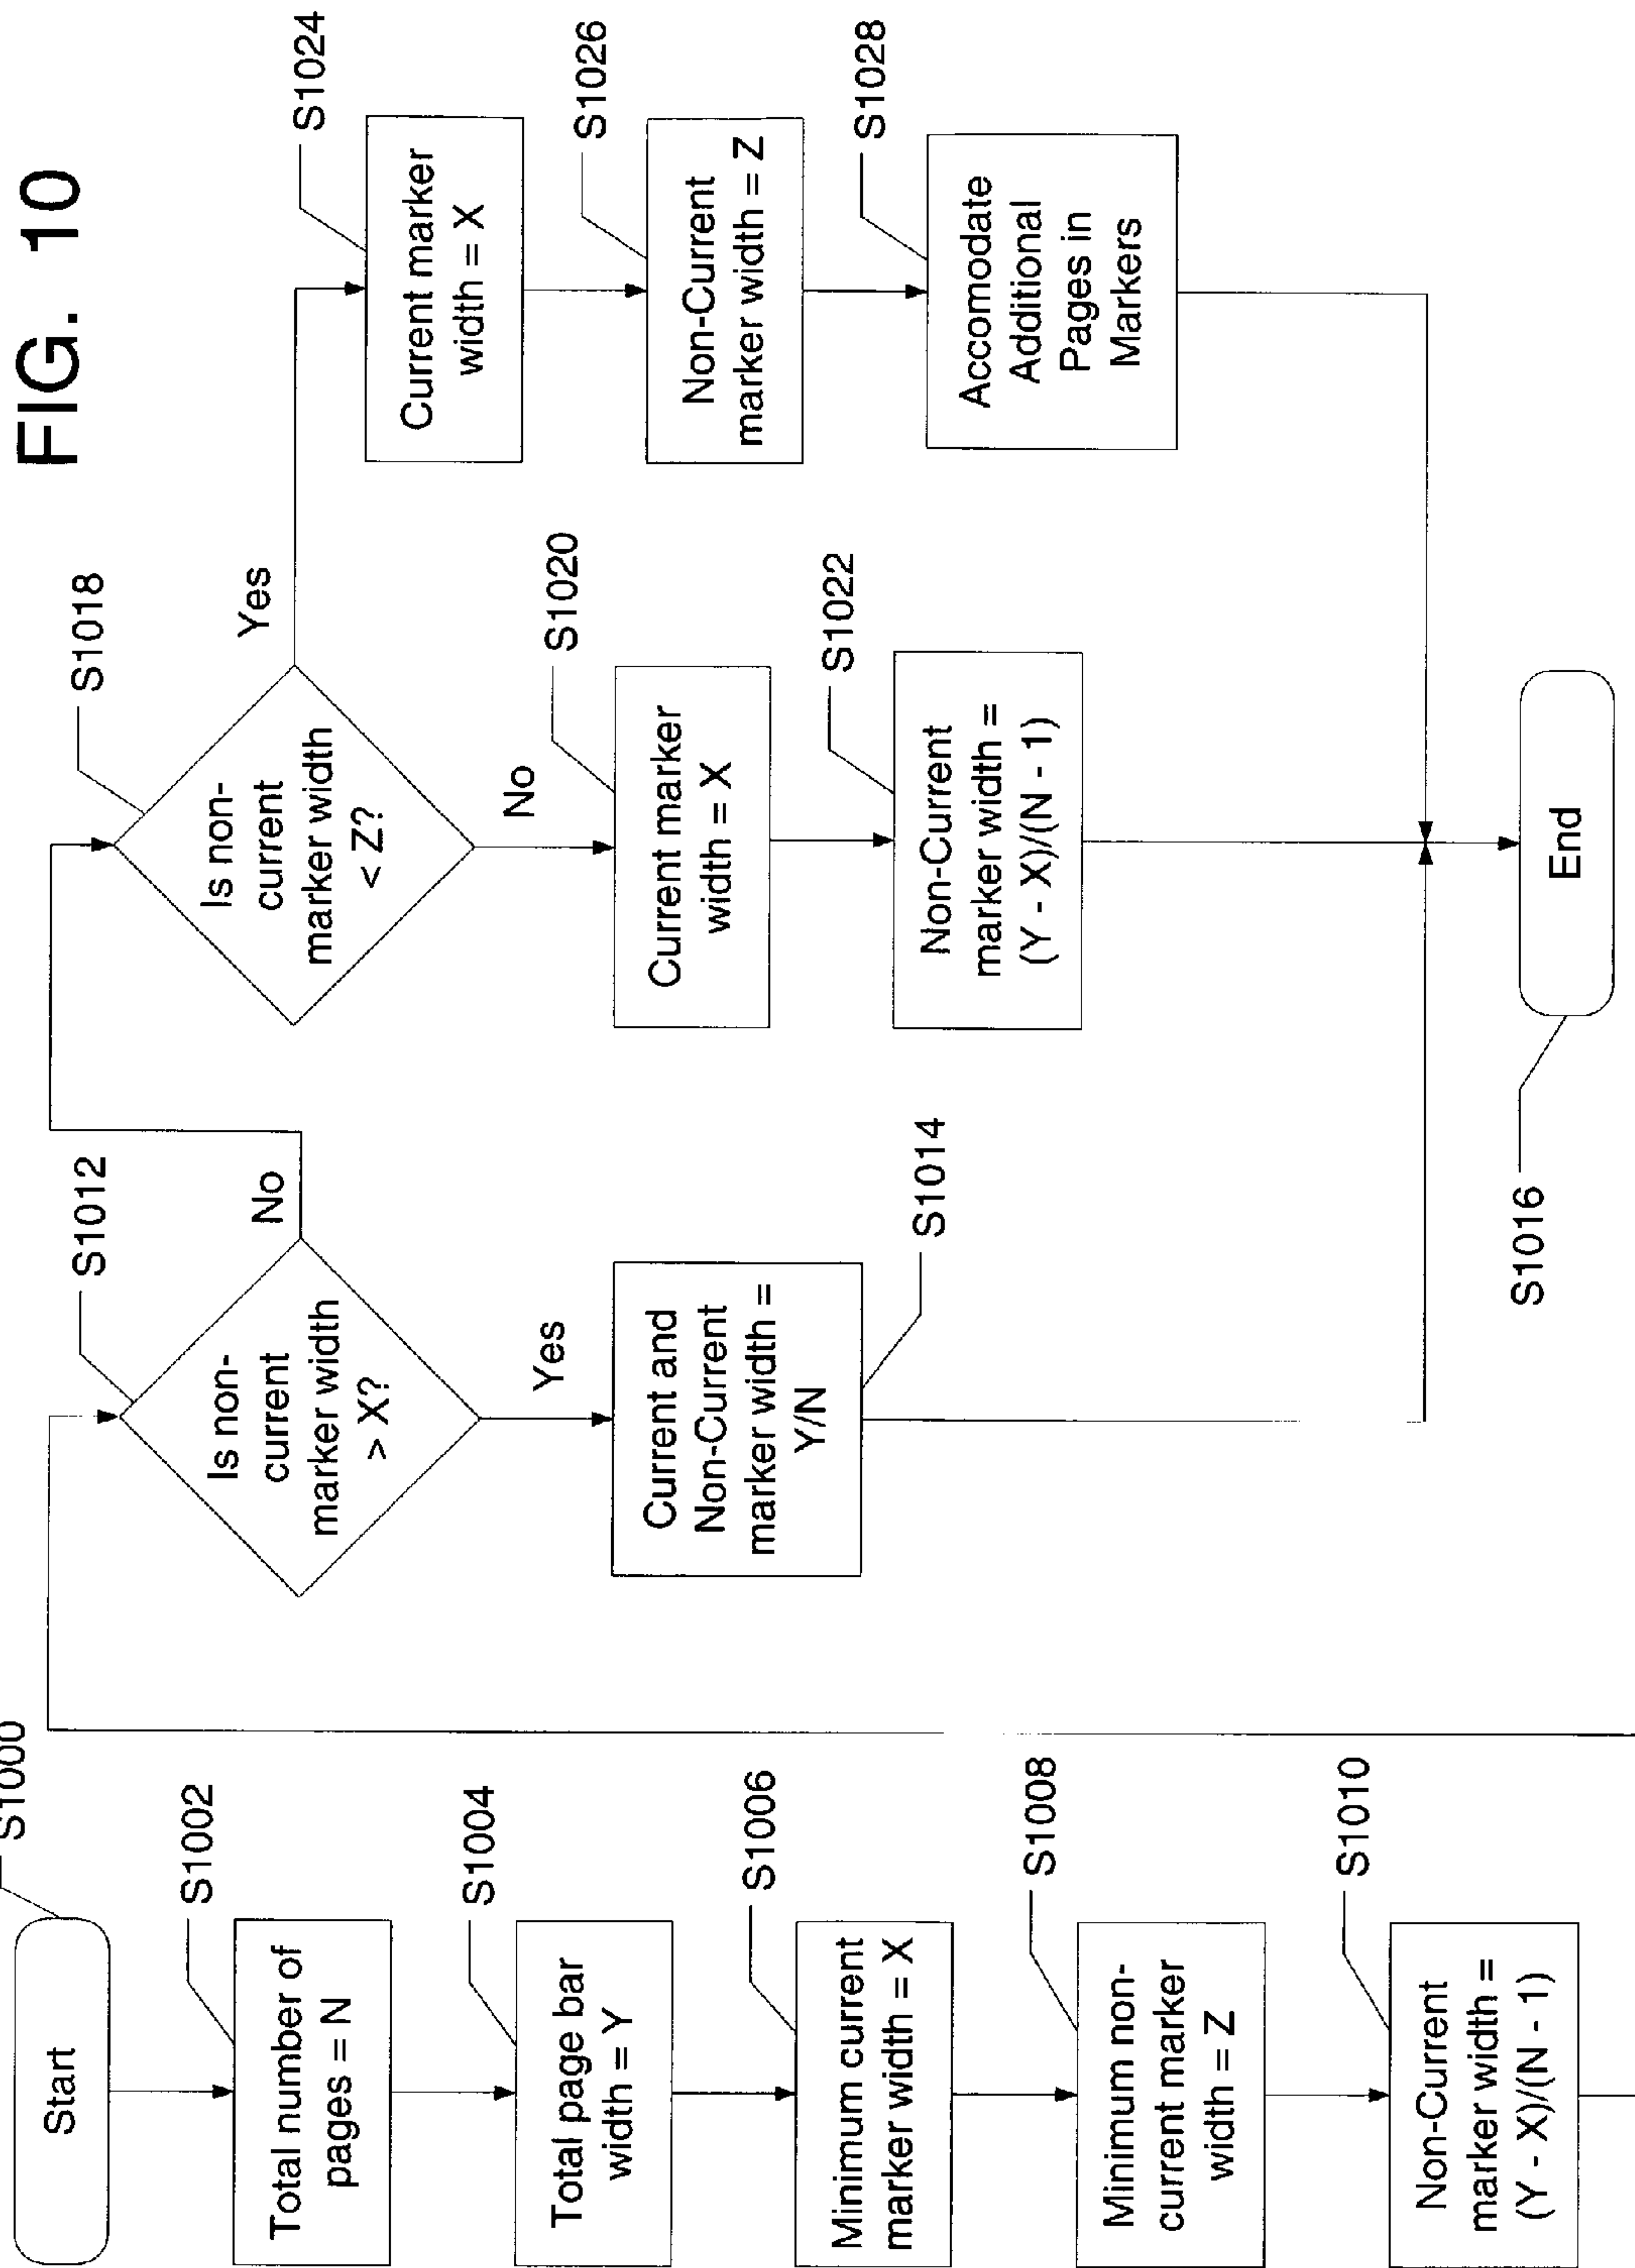 FIG. 10
S1000
Start
S1002
Total number of
pages = N
S1004
Total page bar
width = Y
S1006
Minimum current
marker width = X
S1008
Minimum non-
current marker
width = Z
S1010
Non-Current
marker width =
(Y - X)/(N - 1)
S1012
Is non-
current
marker width
> X?
No
Yes
Current and
Non-Current
marker width =
Y/N
S1014
S1018
Is non-
current
marker width
< Z?
Yes
No
S1020
Current marker
width = X
S1022
Non-Current
marker width =
(Y - X)/(N - 1)
S1024
Current marker
width = X
S1026
Non-Current
marker width = Z
S1028
Accomodate
Additional
Pages in
Markers
S1016
End